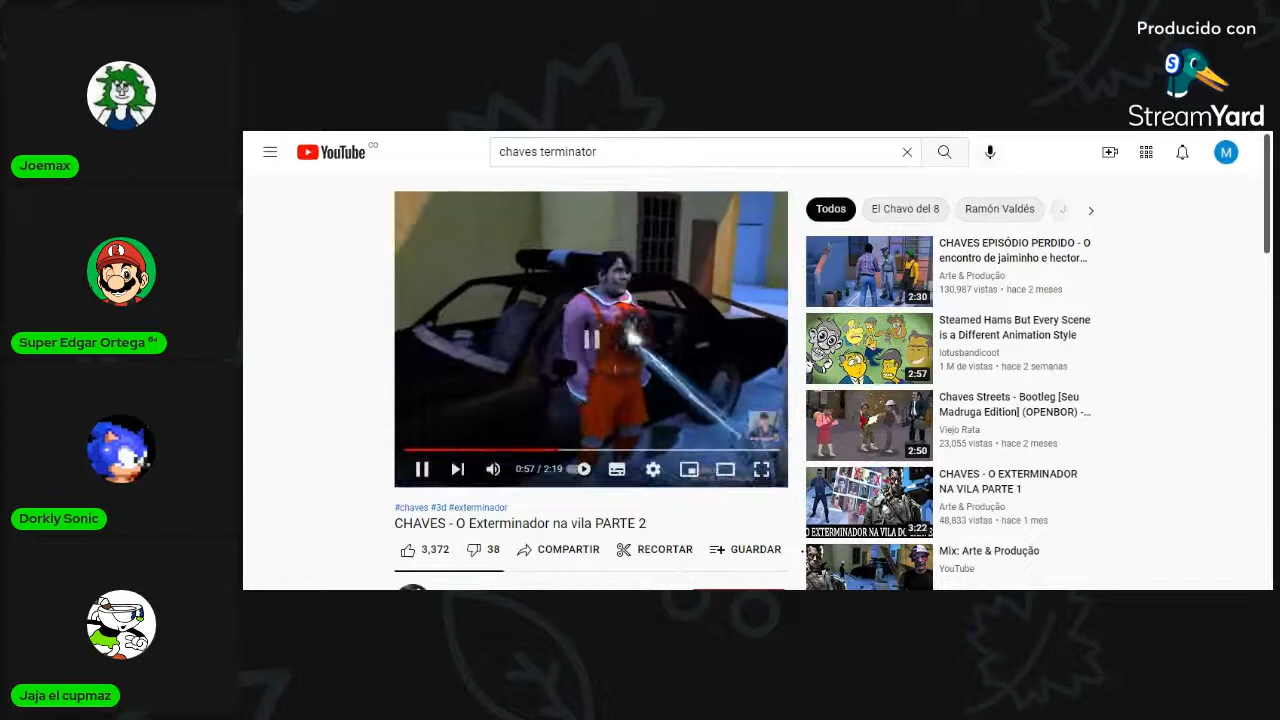 Producido con
StreamYard
Joemax
Super Edgar Ortega ⁶⁴
Dorkly Sonic
Jaja el cupmaz
YouTube CO
chaves terminator
M
0:57 / 2:19
#chaves #3d #exterminador
CHAVES - O Exterminador na vila PARTE 2
3,372
38
COMPARTIR
RECORTAR
GUARDAR
Todos
El Chavo del 8
Ramón Valdés
CHAVES EPISÓDIO PERDIDO - O
encontro de jaiminho e hector...
Arte & Produção
130,987 vistas • hace 2 meses
2:30
Steamed Hams But Every Scene
is a Different Animation Style
lotusbandicoot
1 M de vistas • hace 2 semanas
2:57
Chaves Streets - Bootleg [Seu
Madruga Edition] (OPENBOR) -...
Viejo Rata
23,055 vistas • hace 2 meses
2:50
CHAVES - O EXTERMINADOR
NA VILA PARTE 1
Arte & Produção
48,833 vistas • hace 1 mes
3:22
Mix: Arte & Produção
YouTube